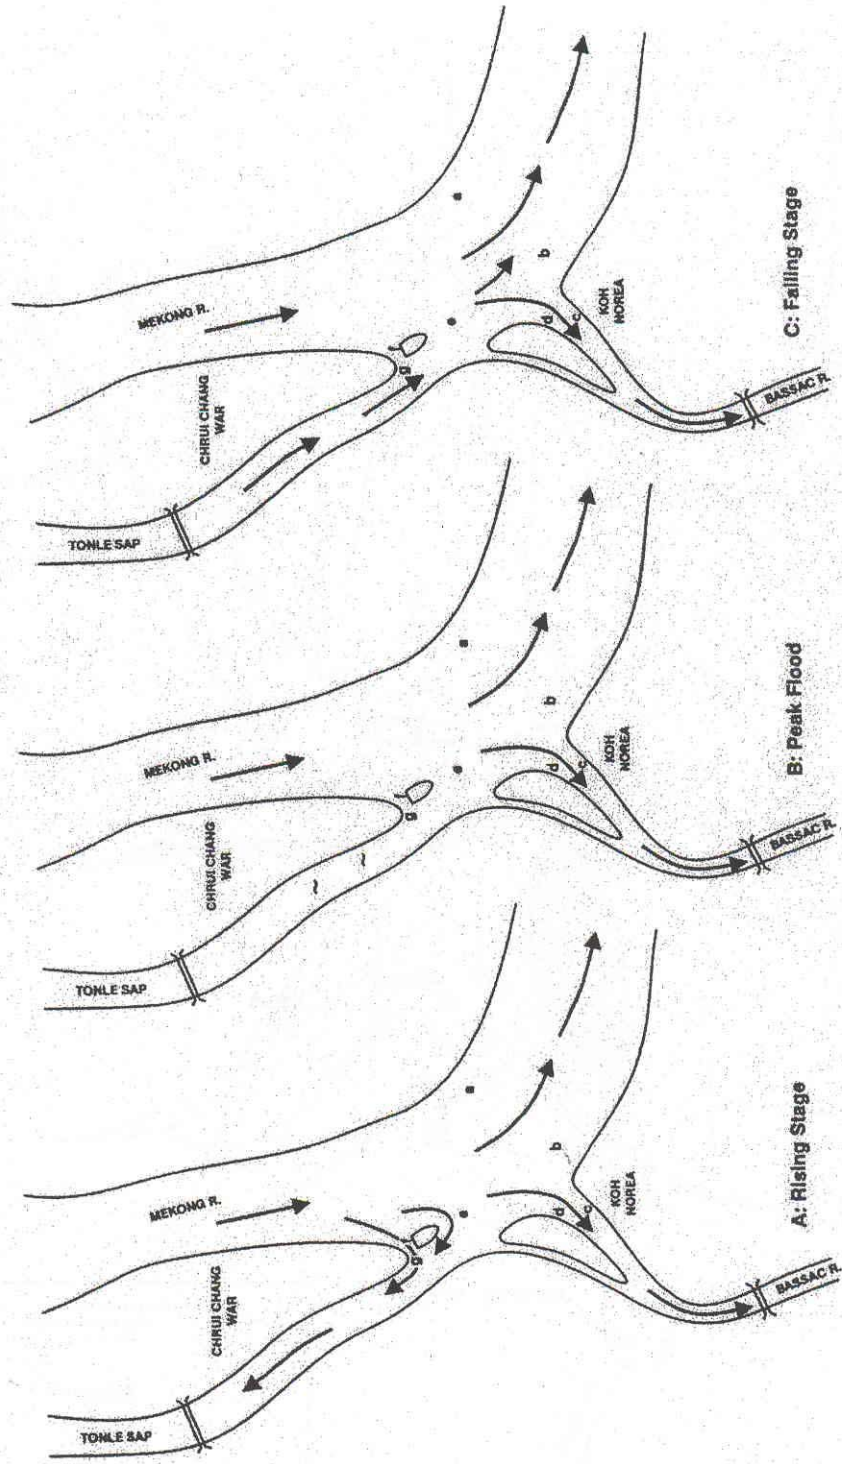 TONLE SAP
CHRUI CHANG
WAR
MEKONG R.
g
e
a
d
b
c
KOH
NOREA
BASSAC R.
A: Rising Stage
TONLE SAP
CHRUI CHANG
WAR
MEKONG R.
g
e
a
d
b
c
KOH
NOREA
BASSAC R.
B: Peak Flood
TONLE SAP
CHRUI CHANG
WAR
MEKONG R.
g
e
a
d
b
c
KOH
NOREA
BASSAC R.
C: Falling Stage